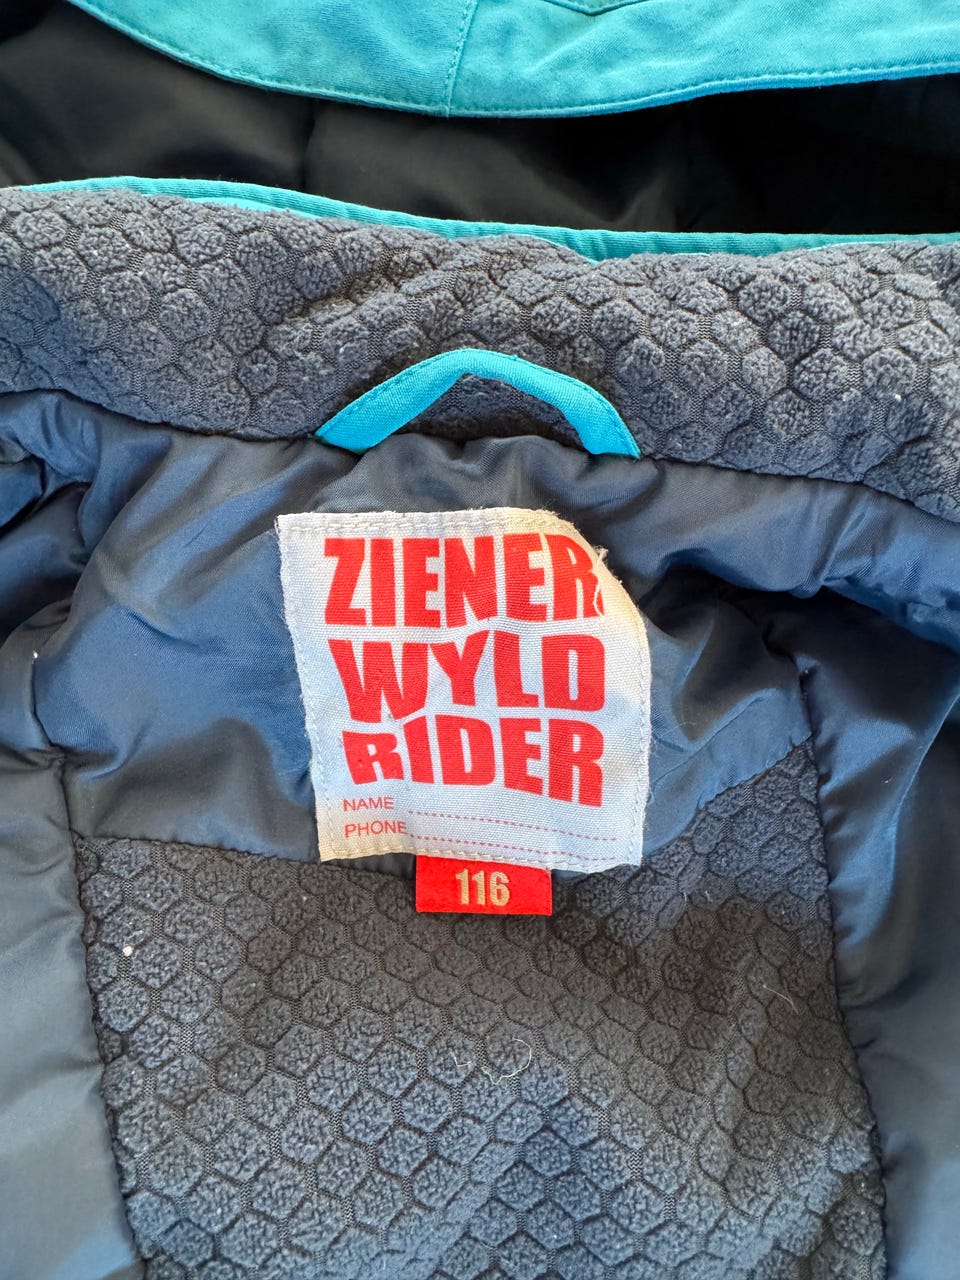 ZIENER
WYLD
RIDER
NAME
PHONE
116